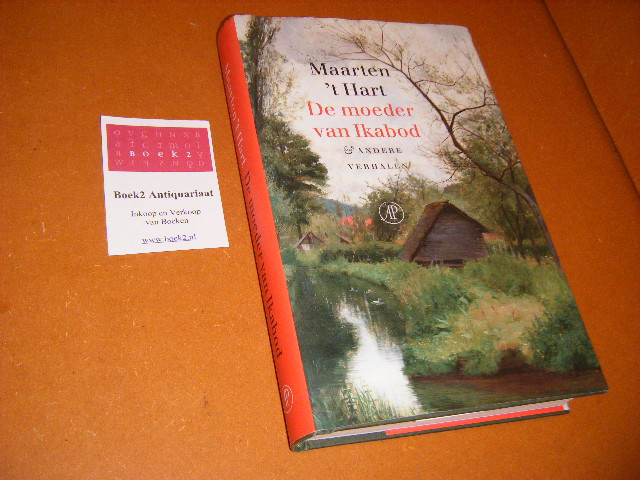 Maarten
't Hart
De moeder
van Ikabod
& ANDERE
VERHALEN
AP
Maarten 't Hart De moeder van Ikabod
BOEK2
Boek2 Antiquariaat
Inkoop en Verkoop
van Boeken
www.boek2.nl